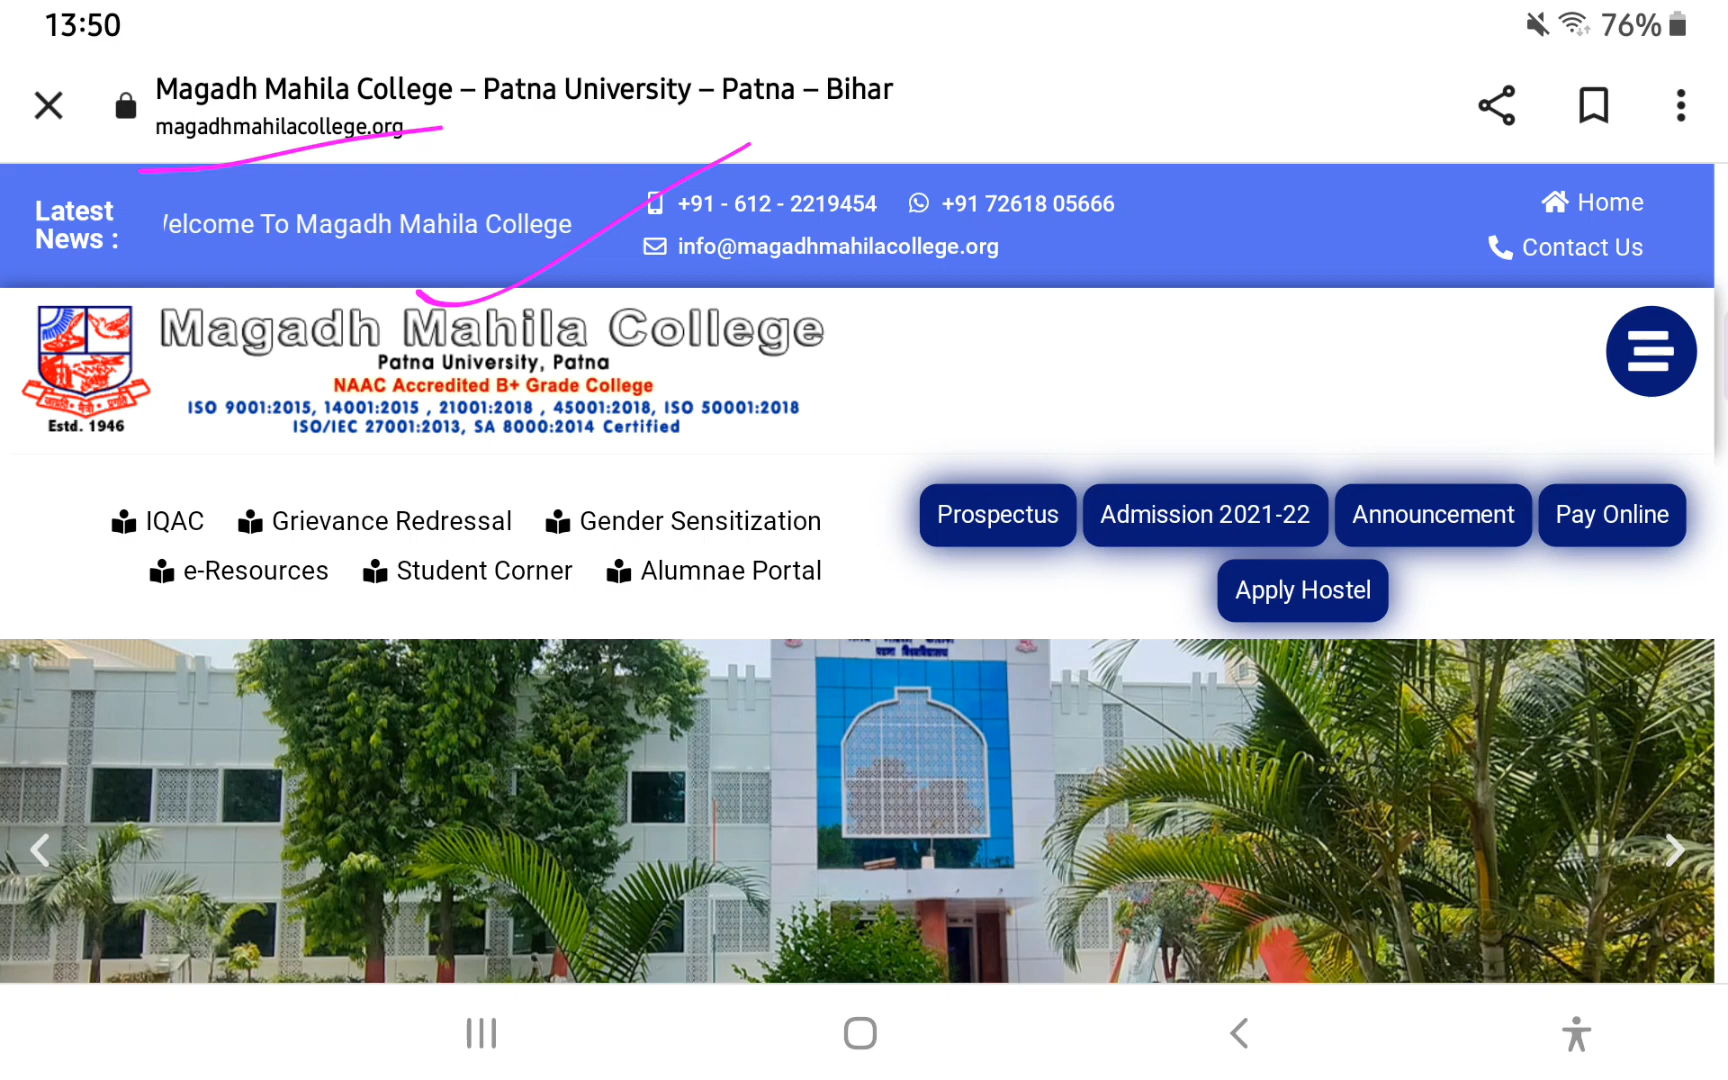 13:50
76%
Magadh Mahila College – Patna University – Patna – Bihar
magadhmahilacollege.org
Latest News :
elcome To Magadh Mahila College
+91 - 612 - 2219454
+91 72618 05666
info@magadhmahilacollege.org
Home
Contact Us
Magadh Mahila College
Patna University, Patna
NAAC Accredited B+ Grade College
ISO 9001:2015, 14001:2015 , 21001:2018 , 45001:2018, ISO 50001:2018
ISO/IEC 27001:2013, SA 8000:2014 Certified
Estd. 1946
IQAC
Grievance Redressal
Gender Sensitization
e-Resources
Student Corner
Alumnae Portal
Prospectus
Admission 2021-22
Announcement
Pay Online
Apply Hostel
पटना विश्वविद्यालय